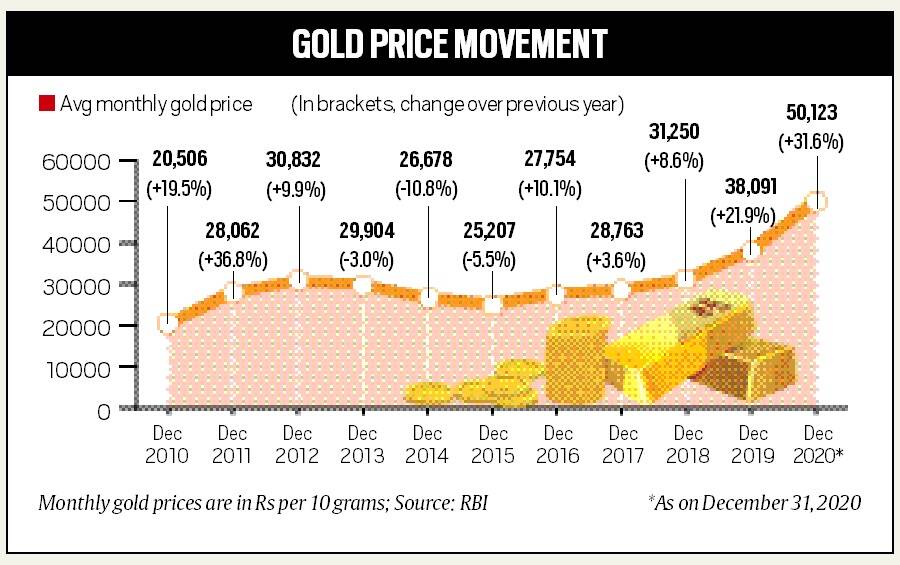 GOLD PRICE MOVEMENT
Avg monthly gold price (In brackets, change over previous year)
60000
50000
40000
30000
20000
10000
0
20,506
(+19.5%)
28,062
(+36.8%)
30,832
(+9.9%)
29,904
(-3.0%)
26,678
(-10.8%)
25,207
(-5.5%)
27,754
(+10.1%)
28,763
(+3.6%)
31,250
(+8.6%)
38,091
(+21.9%)
50,123
(+31.6%)
Dec 2010
Dec 2011
Dec 2012
Dec 2013
Dec 2014
Dec 2015
Dec 2016
Dec 2017
Dec 2018
Dec 2019
Dec 2020*
Monthly gold prices are in Rs per 10 grams; Source: RBI
*As on December 31, 2020